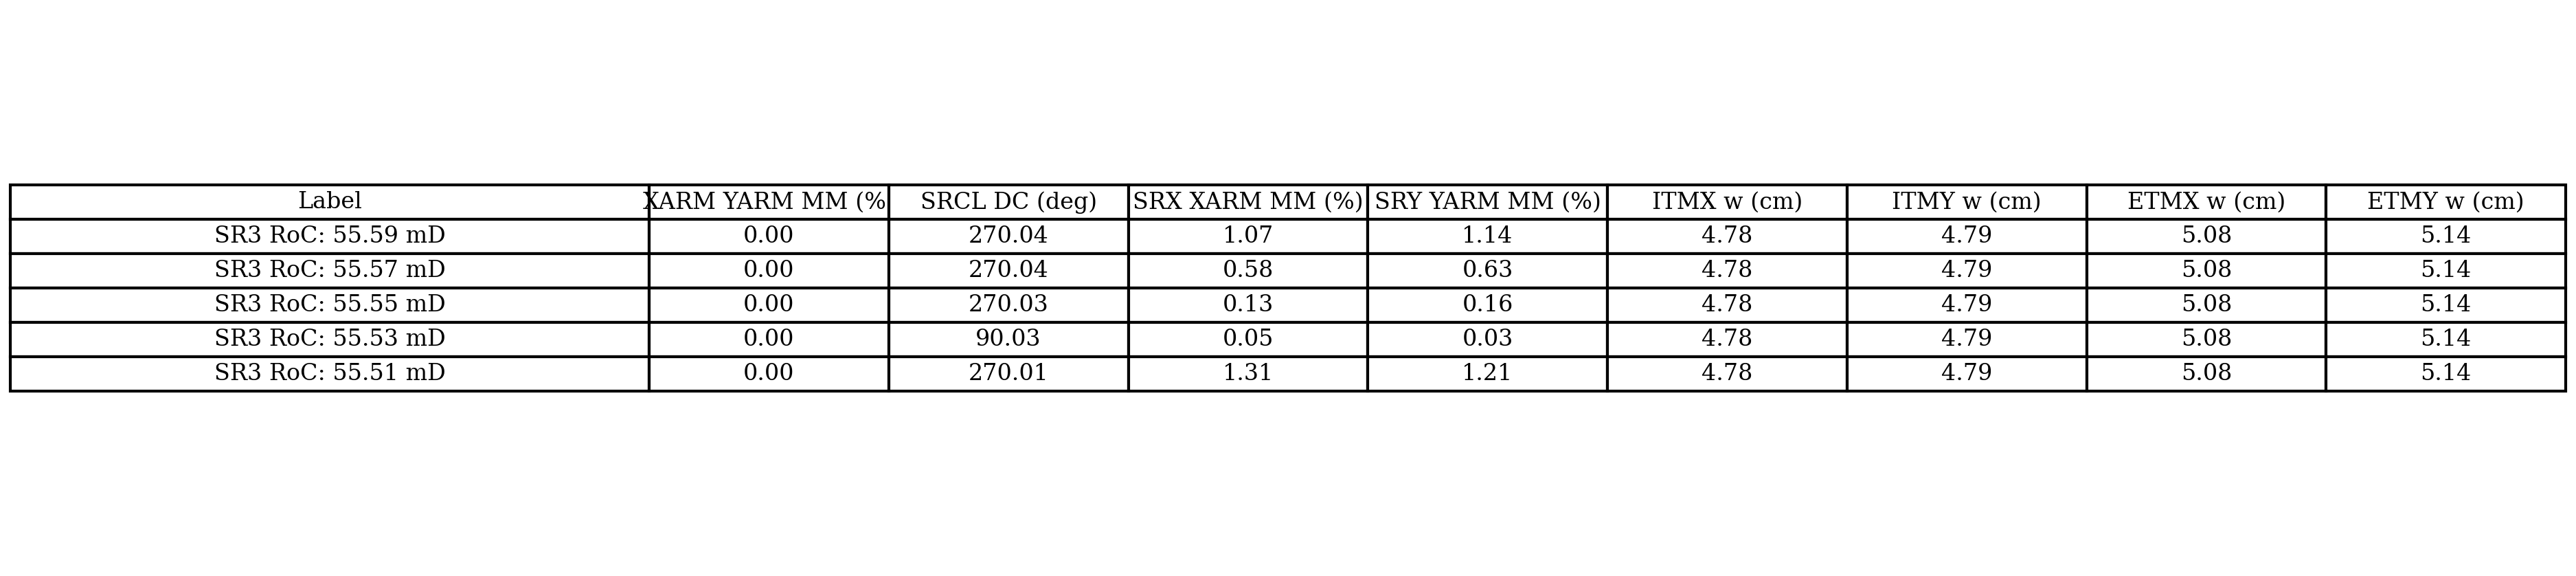 Label XARM YARM MM (% SRCL DC (deg) SRX XARM MM (%) SRY YARM MM (%) ITMX w (cm) ITMY w (cm) ETMX w (cm) ETMY w (cm)
SR3 RoC: 55.59 mD 0.00 270.04 1.07 1.14 4.78 4.79 5.08 5.14
SR3 RoC: 55.57 mD 0.00 270.04 0.58 0.63 4.78 4.79 5.08 5.14
SR3 RoC: 55.55 mD 0.00 270.03 0.13 0.16 4.78 4.79 5.08 5.14
SR3 RoC: 55.53 mD 0.00 90.03 0.05 0.03 4.78 4.79 5.08 5.14
SR3 RoC: 55.51 mD 0.00 270.01 1.31 1.21 4.78 4.79 5.08 5.14